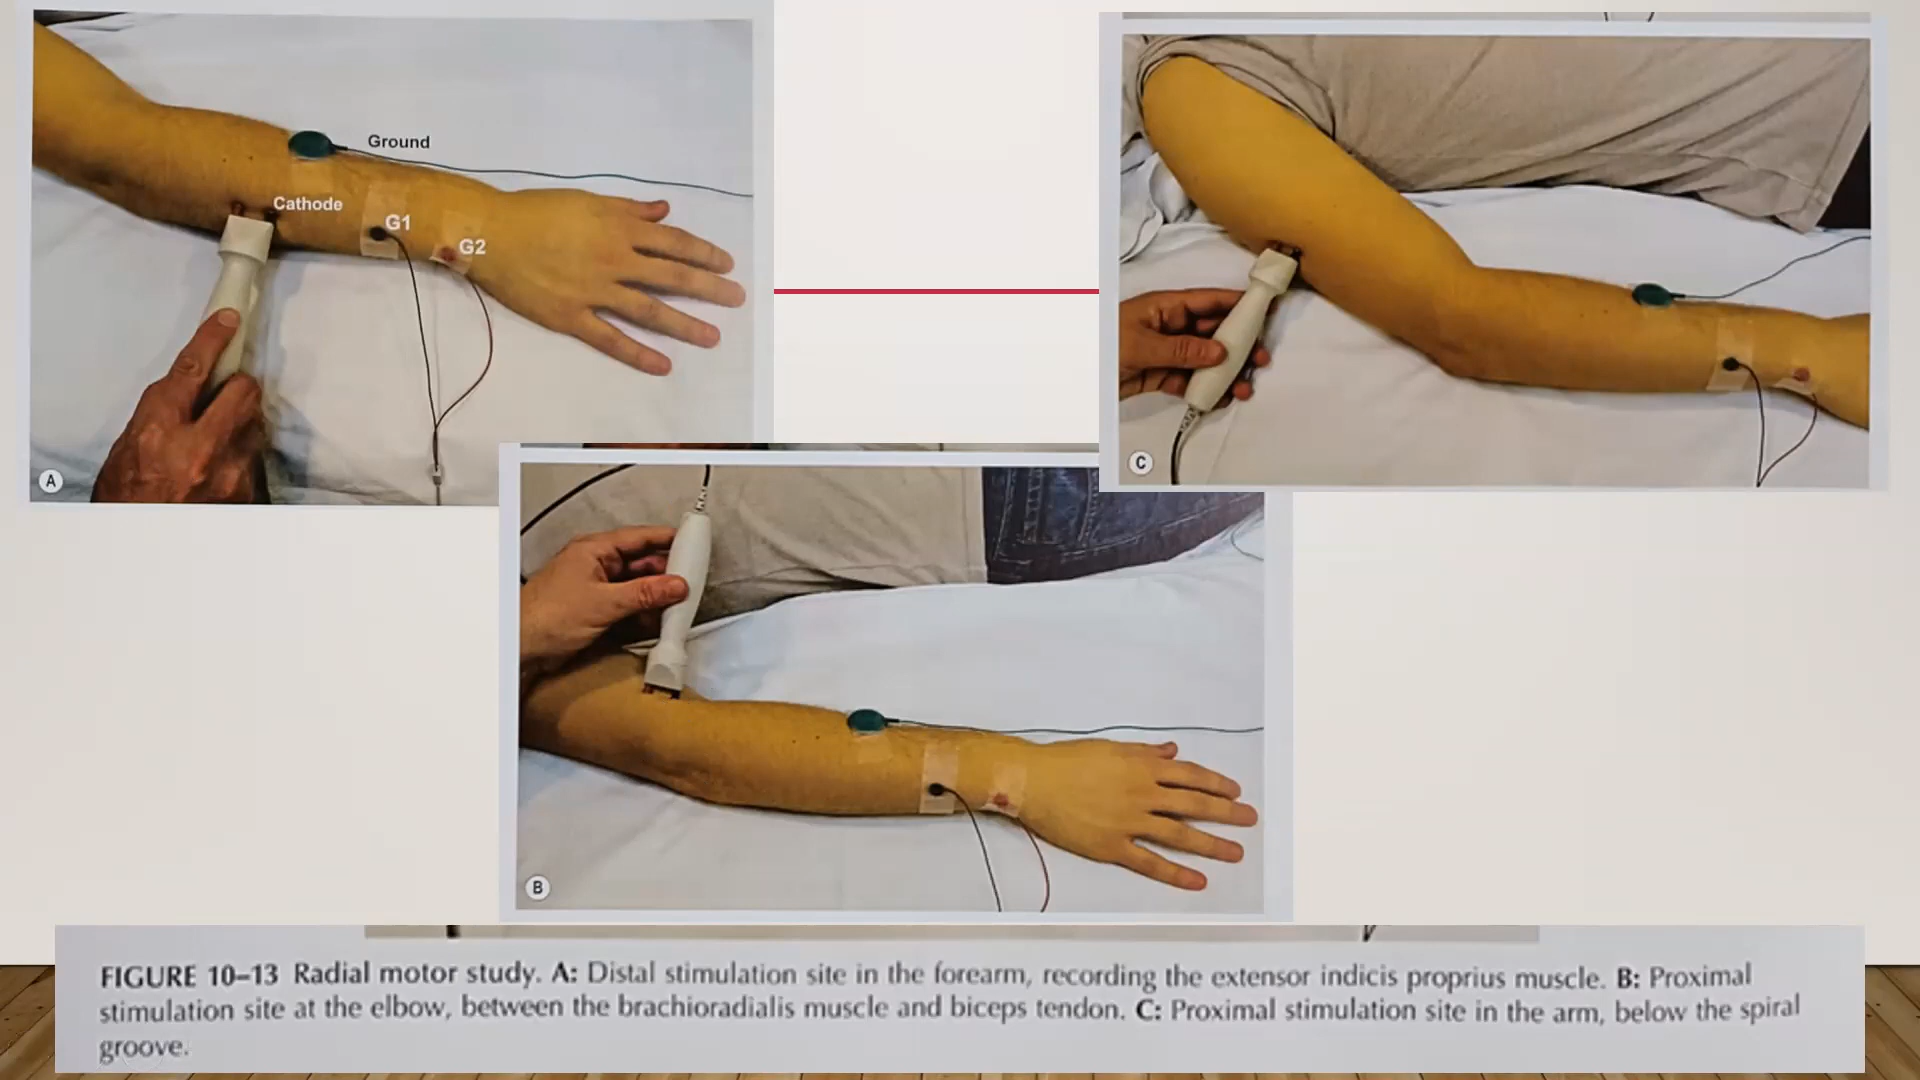 Ground
Cathode
G1
G2
A
C
B
FIGURE 10–13 Radial motor study. A: Distal stimulation site in the forearm, recording the extensor indicis proprius muscle. B: Proximal
stimulation site at the elbow, between the brachioradialis muscle and biceps tendon. C: Proximal stimulation site in the arm, below the spiral
groove.